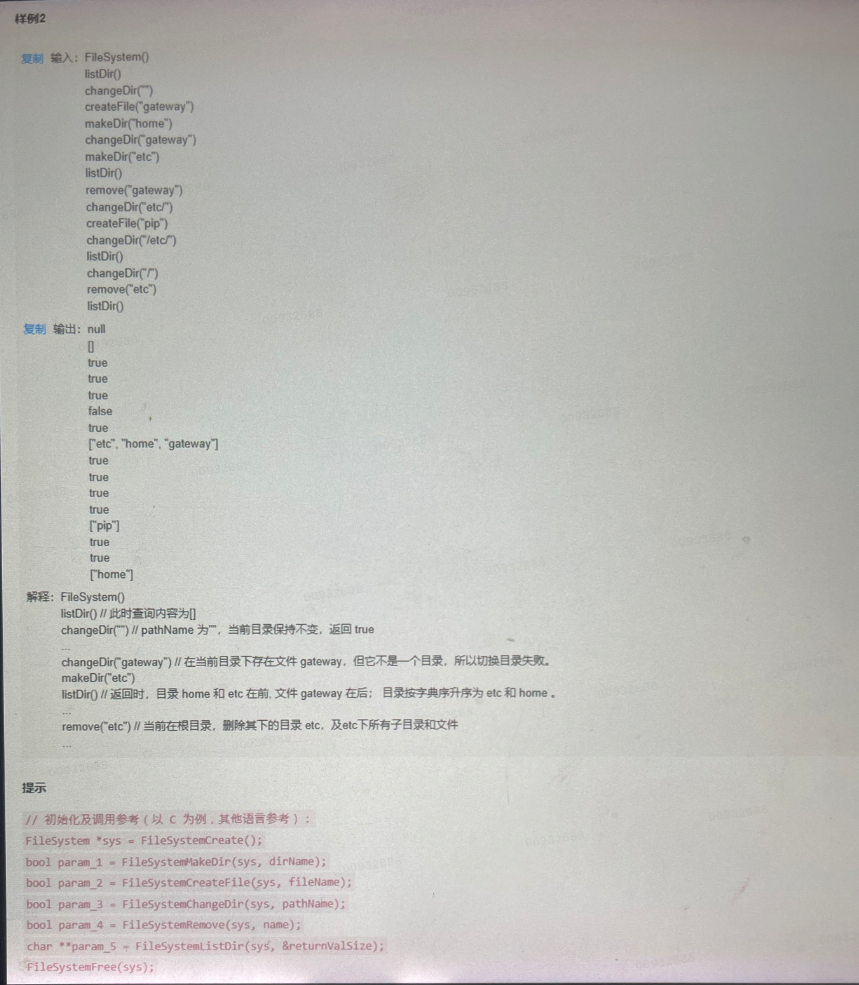 样例2
复制 输入: FileSystem()
listDir()
changeDir("")
createFile("gateway")
makeDir("home")
changeDir("gateway")
makeDir("etc")
listDir()
remove("gateway")
changeDir("etc/")
createFile("pip")
changeDir("/etc/")
listDir()
changeDir("/")
remove("etc")
listDir()
复制 输出: null
[]
true
true
true
false
true
["etc", "home", "gateway"]
true
true
true
true
["pip"]
true
true
["home"]
解释: FileSystem()
listDir() // 此时查询内容为[]
changeDir("") // pathName 为"",当前目录保持不变,返回 true
...
changeDir("gateway") // 在当前目录下存在文件 gateway,但它不是一个目录,所以切换目录失败。
makeDir("etc")
listDir() // 返回时,目录 home 和 etc 在前, 文件 gateway 在后; 目录按字典序升序为 etc 和 home 。
...
remove("etc") // 当前在根目录,删除其下的目录 etc,及etc下所有子目录和文件
...
提示
// 初始化及调用参考(以 C 为例,其他语言参考):
FileSystem *sys = FileSystemCreate();
bool param_1 = FileSystemMakeDir(sys, dirName);
bool param_2 = FileSystemCreateFile(sys, fileName);
bool param_3 = FileSystemChangeDir(sys, pathName);
bool param_4 = FileSystemRemove(sys, name);
char **param_5 = FileSystemListDir(sys, &returnValSize);
FileSystemFree(sys);